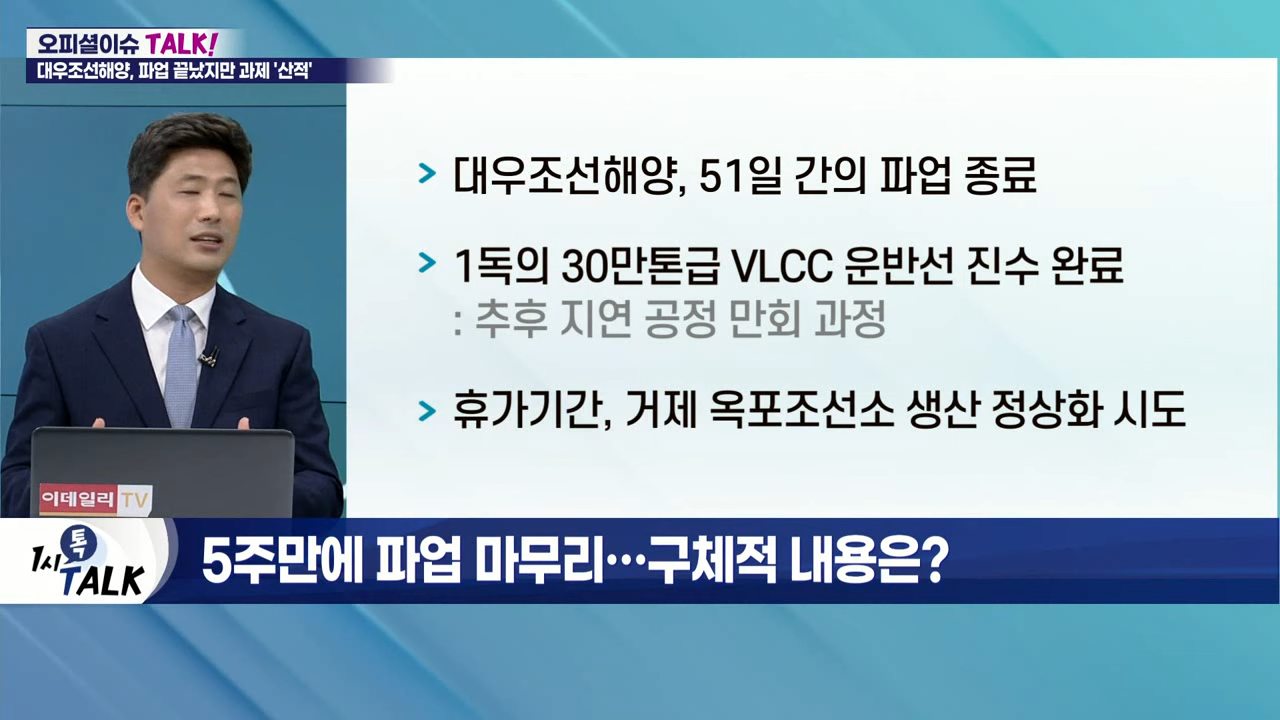 오피셜이슈 TALK!
대우조선해양, 파업 끝났지만 과제 '산적'
> 대우조선해양, 51일 간의 파업 종료
> 1독의 30만톤급 VLCC 운반선 진수 완료
: 추후 지연 공정 만회 과정
> 휴가기간, 거제 옥포조선소 생산 정상화 시도
이데일리 TV
1시 톡 TALK
5주만에 파업 마무리…구체적 내용은?